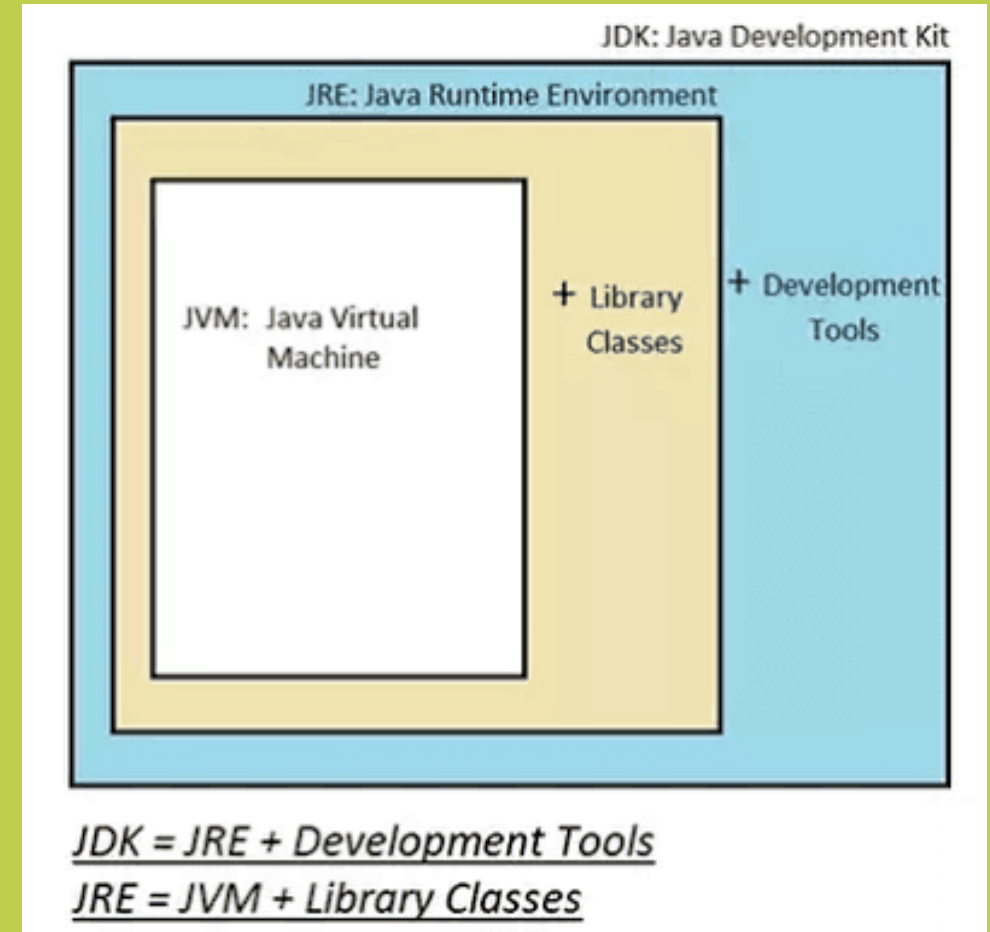 JDK: Java Development Kit
JRE: Java Runtime Environment
JVM: Java Virtual
Machine
+ Library
Classes
+ Development
Tools
JDK = JRE + Development Tools
JRE = JVM + Library Classes